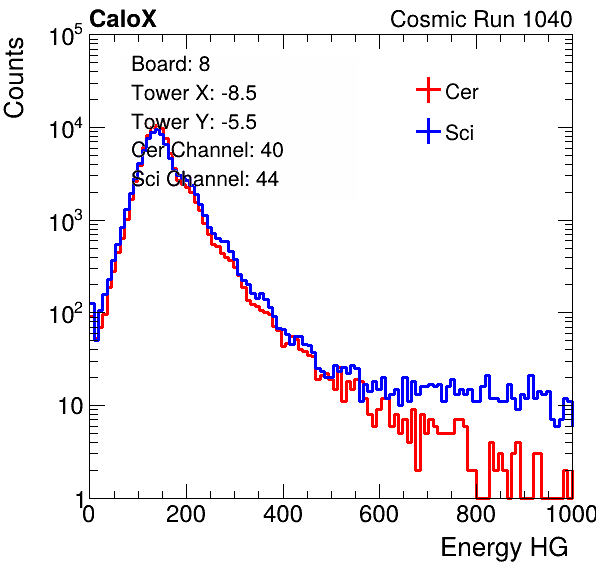 CaloX Cosmic Run 1040
Counts
10^5
10^4
10^3
10^2
10
1
Board: 8
Tower X: -8.5
Tower Y: -5.5
Cer Channel: 40
Sci Channel: 44
Cer
Sci
0 200 400 600 800 1000
Energy HG